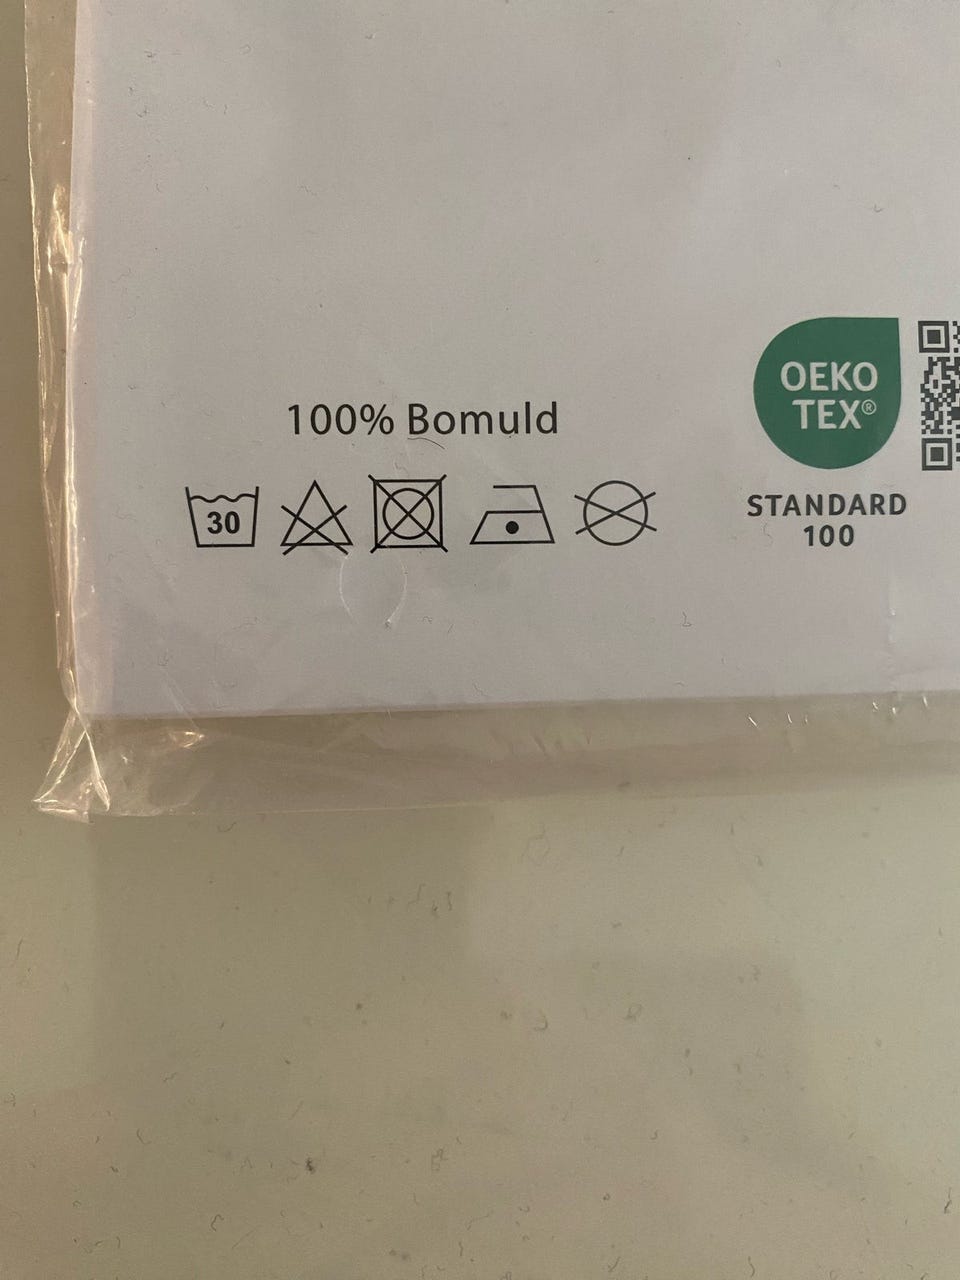 100% Bomuld
30
OEKO
TEX®
STANDARD
100